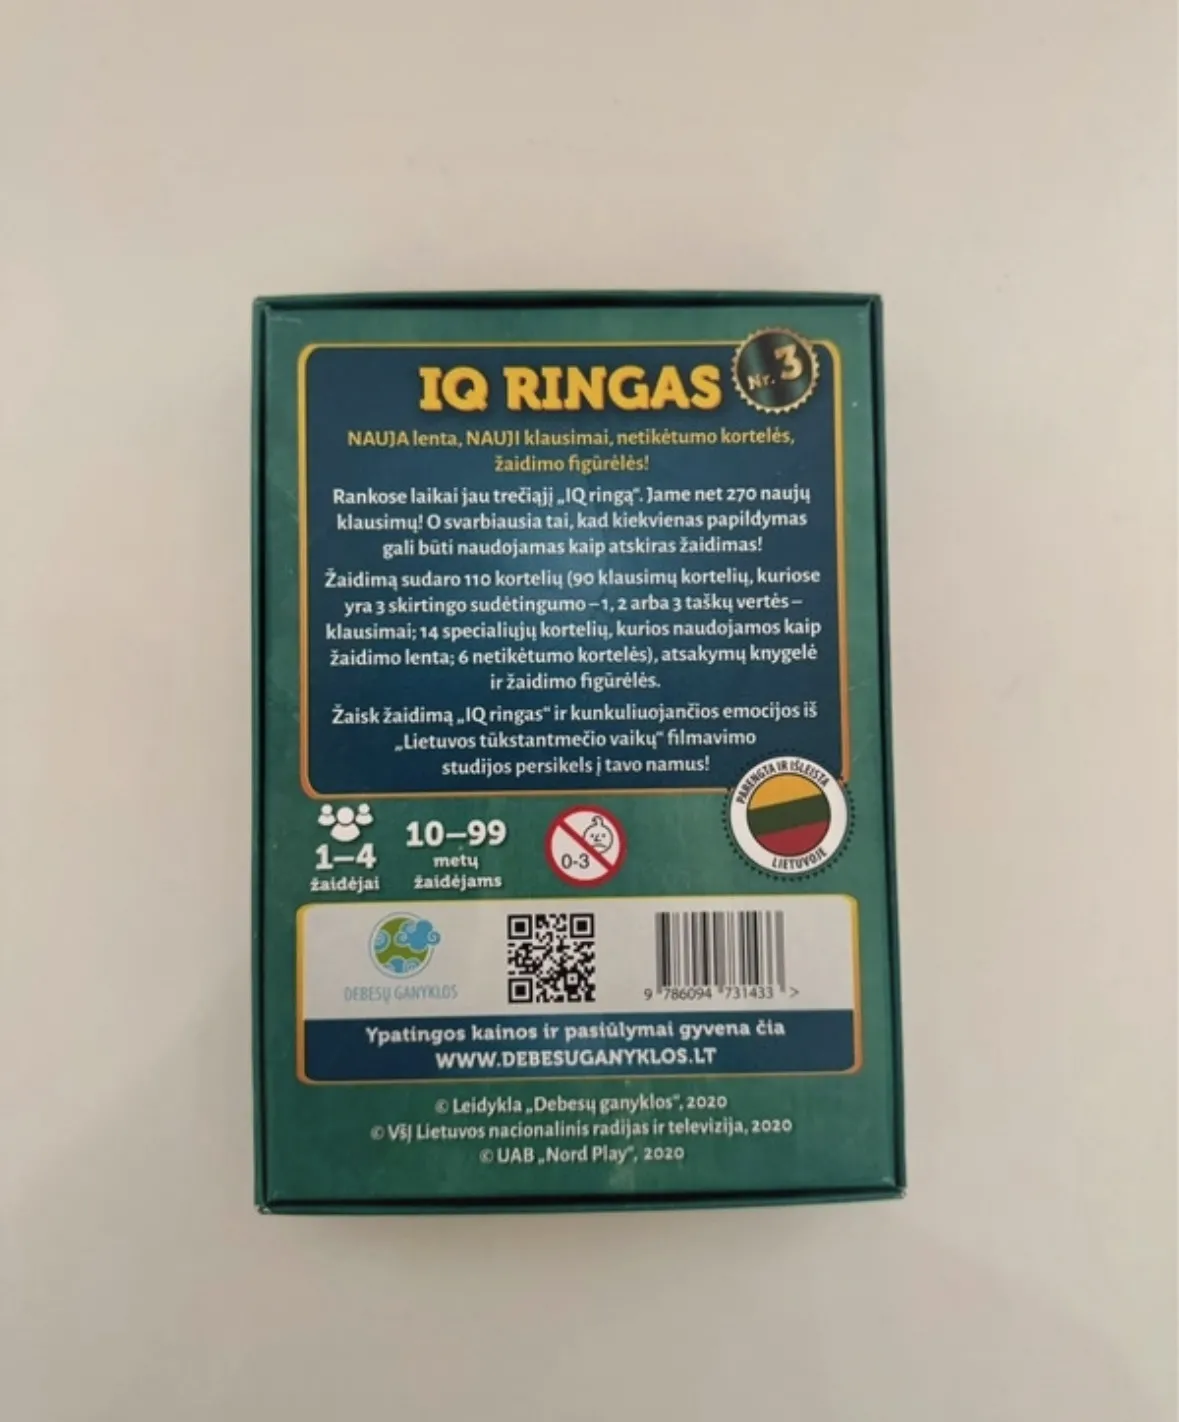 IQ RINGAS
Nr. 3
NAUJA lenta, NAUJI klausimai, netikėtumo kortelės,
žaidimo figūrėlės!
Rankose laikai jau trečiąjį „IQ ringą“. Jame net 270 naujų
klausimų! O svarbiausia tai, kad kiekvienas papildymas
gali būti naudojamas kaip atskiras žaidimas!
Žaidimą sudaro 110 kortelių (90 klausimų kortelių, kuriose
yra 3 skirtingo sudėtingumo – 1, 2 arba 3 taškų vertės –
klausimai; 14 specialiųjų kortelių, kurios naudojamos kaip
žaidimo lenta; 6 netikėtumo kortelės), atsakymų knygelė
ir žaidimo figūrėlės.
Žaisk žaidimą „IQ ringas“ ir kunkuliuojančios emocijos iš
„Lietuvos tūkstantmečio vaikų“ filmavimo
studijos persikels į tavo namus!
PARENGTA IR IŠLEISTA
LIETUVOJE
1–4
žaidėjai
10–99
metų
žaidėjams
0-3
DEBESŲ GANYKLOS
9 786094 731433 >
Ypatingos kainos ir pasiūlymai gyvena čia
WWW.DEBESUGANYKLOS.LT
© Leidykla „Debesų ganyklos“, 2020
© VšĮ Lietuvos nacionalinis radijas ir televizija, 2020
© UAB „Nord Play“, 2020